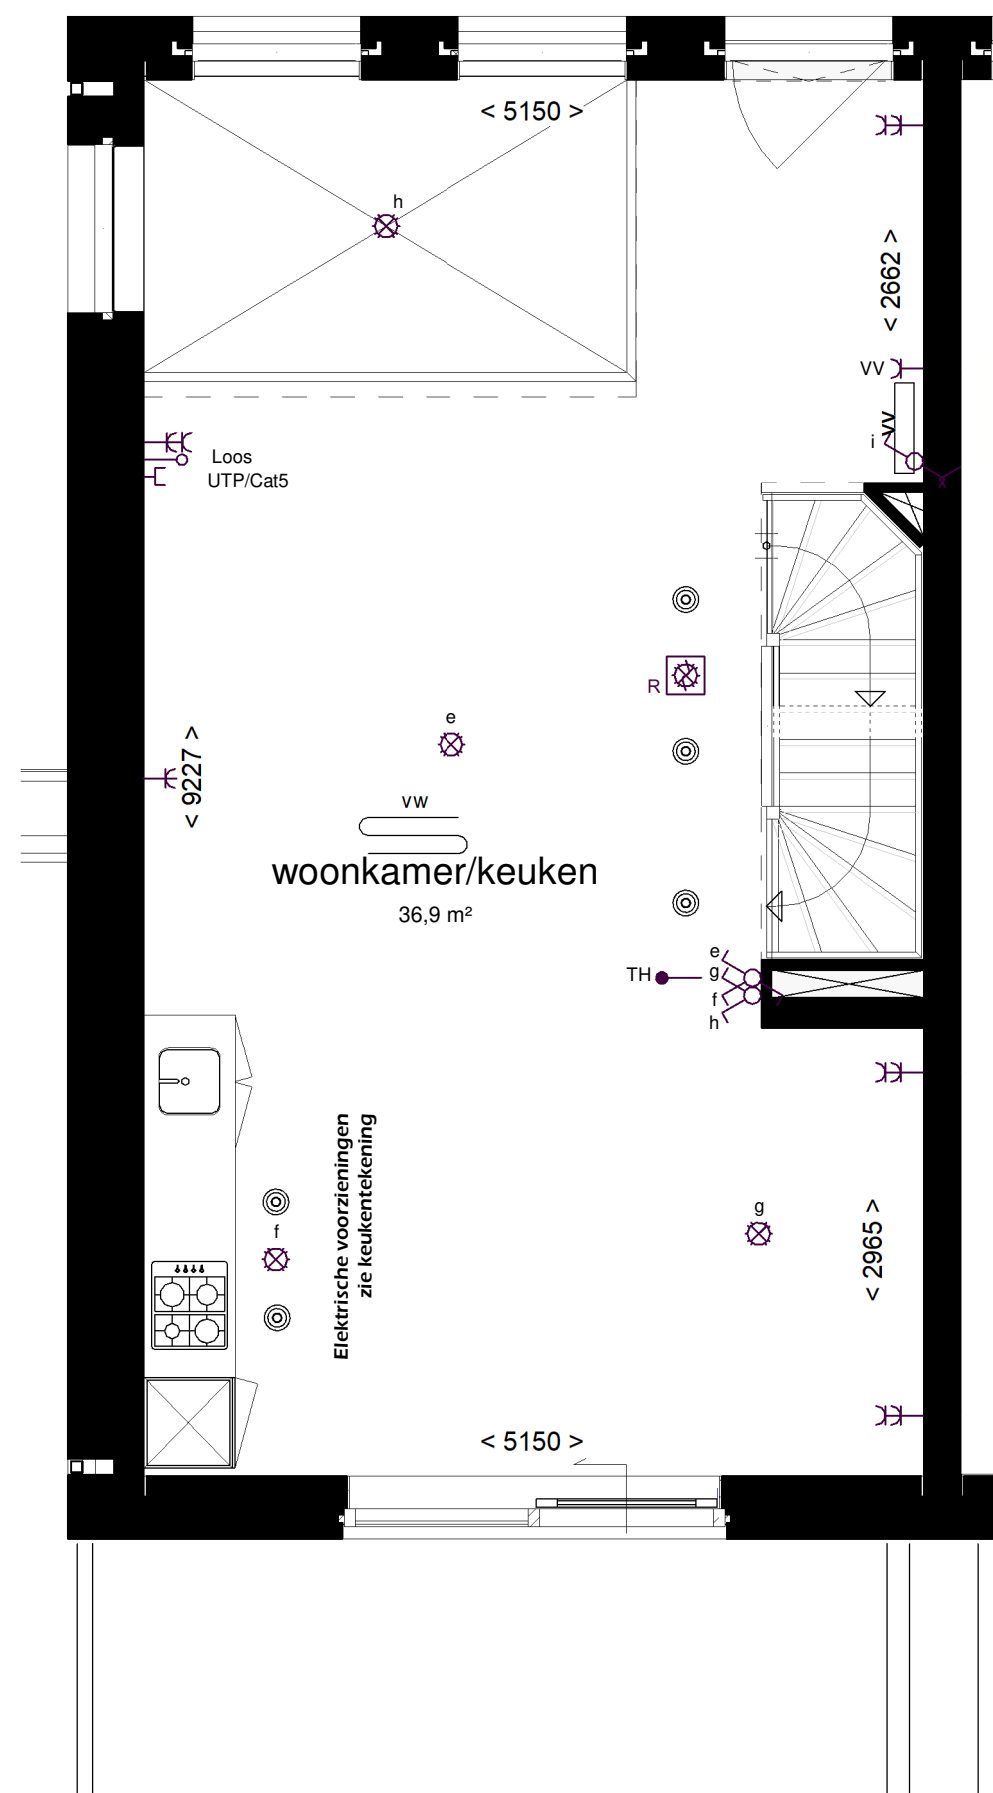 < 5150 >
h
< 2662 >
VV
VV
i
Loos
UTP/Cat5
R
e
< 9227 >
vw
woonkamer/keuken
36,9 m²
e
TH
g
f
h
Elektrische voorzieningen
zie keukentekening
f
g
< 2965 >
< 5150 >